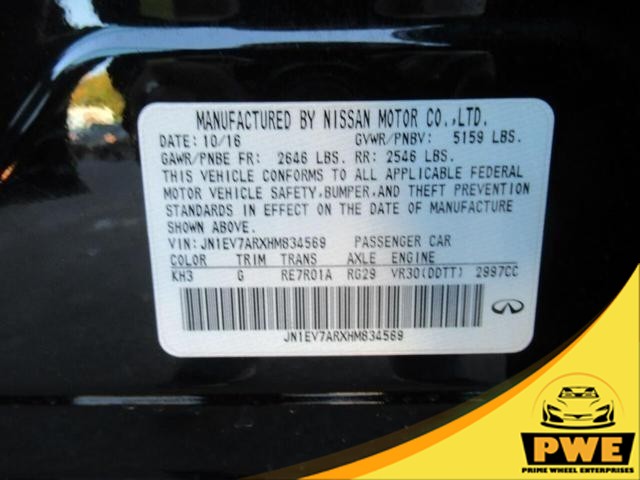 MANUFACTURED BY NISSAN MOTOR CO.,LTD.
DATE: 10/16 GVWR/PNBV: 5159 LBS.
GAWR/PNBE FR: 2646 LBS. RR: 2546 LBS.
THIS VEHICLE CONFORMS TO ALL APPLICABLE FEDERAL
MOTOR VEHICLE SAFETY,BUMPER,AND THEFT PREVENTION
STANDARDS IN EFFECT ON THE DATE OF MANUFACTURE
SHOWN ABOVE.
VIN: JN1EV7ARXHM834569 PASSENGER CAR
COLOR TRIM TRANS AXLE ENGINE
KH3 G RE7R01A RG29 VR30(DDTT) 2997CC
JN1EV7ARXHM834569
PWE
PRIME WHEEL ENTERPRISES